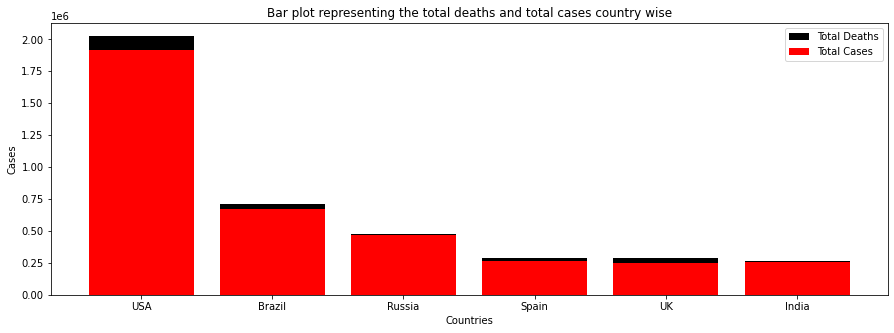 Bar plot representing the total deaths and total cases country wise
1e6
2.00
1.75
1.50
1.25
1.00
0.75
0.50
0.25
0.00
Cases
Total Deaths
Total Cases
USA
Brazil
Russia
Spain
UK
India
Countries